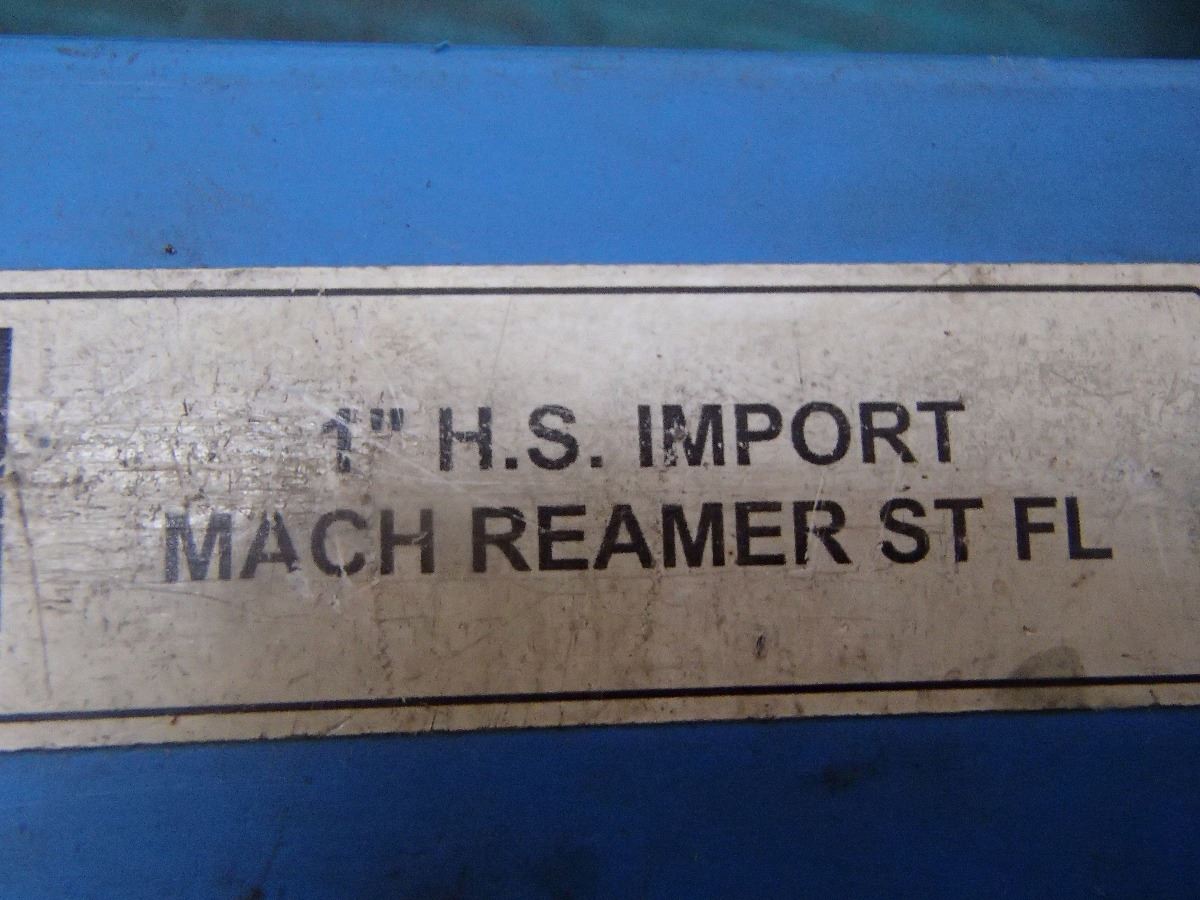 1" H.S. IMPORT
MACH REAMER ST FL